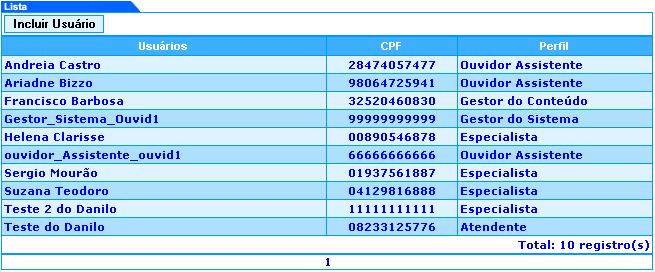 Lista
Incluir Usuário
Usuários CPF Perfil
Andreia Castro 28474057477 Ouvidor Assistente
Ariadne Bizzo 98064725941 Ouvidor Assistente
Francisco Barbosa 32520460830 Gestor do Conteúdo
Gestor_Sistema_Ouvid1 99999999999 Gestor do Sistema
Helena Clarisse 00890546878 Especialista
ouvidor_Assistente_ouvid1 66666666666 Ouvidor Assistente
Sergio Mourão 01937561887 Especialista
Suzana Teodoro 04129816888 Especialista
Teste 2 do Danilo 11111111111 Especialista
Teste do Danilo 08233125776 Atendente
Total: 10 registro(s)
1